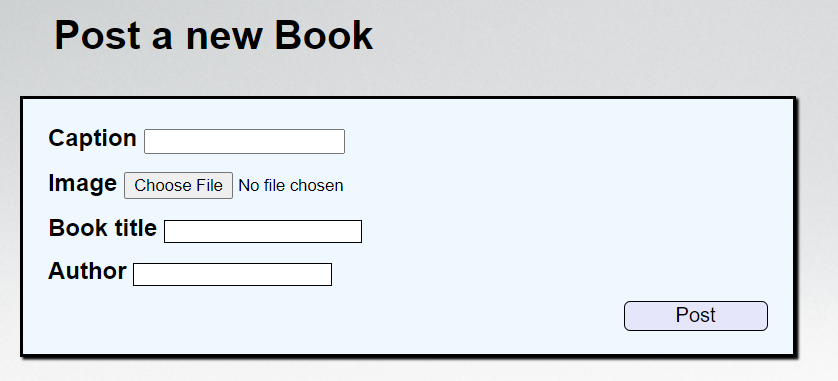 Post a new Book
Caption
Image Choose File No file chosen
Book title
Author
Post